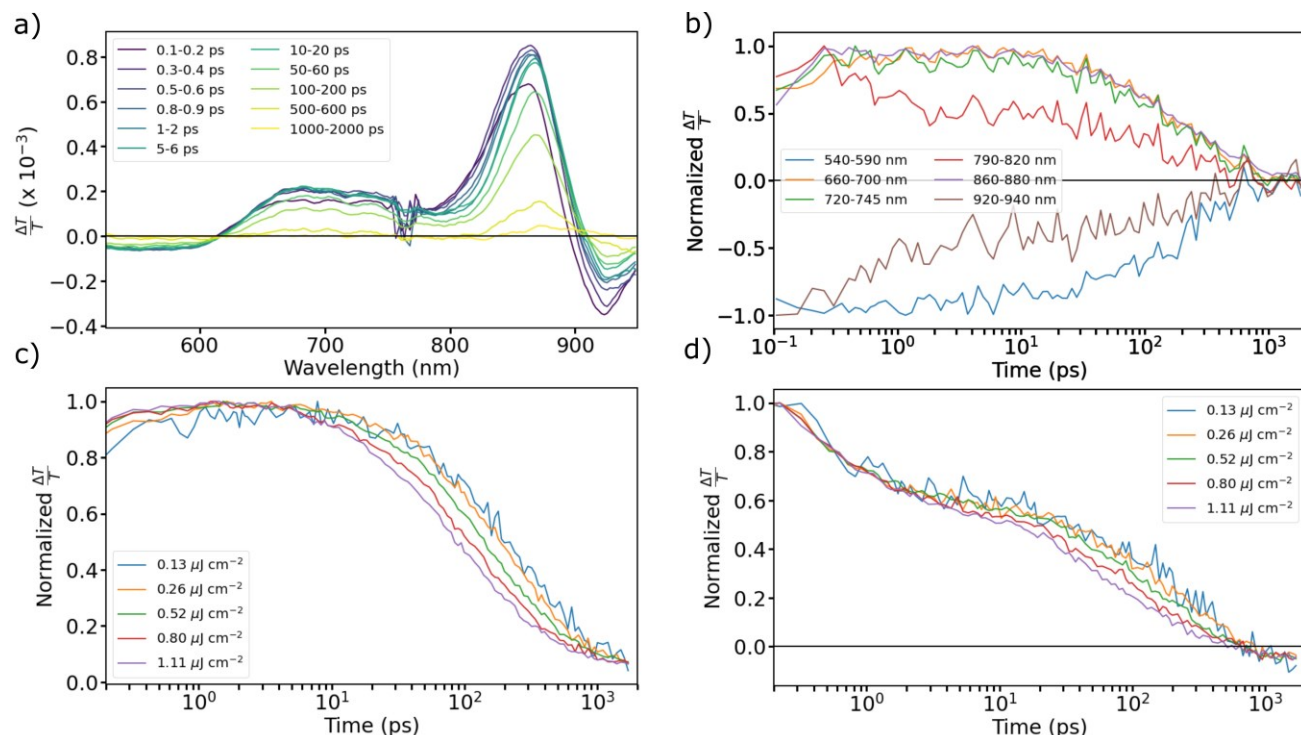 a)
0.1-0.2 ps
0.3-0.4 ps
0.5-0.6 ps
0.8-0.9 ps
1-2 ps
5-6 ps
10-20 ps
50-60 ps
100-200 ps
500-600 ps
1000-2000 ps
0.8
0.6
0.4
0.2
0.0
−0.2
−0.4
ΔT/T (x 10⁻³)
600
700
800
900
Wavelength (nm)
b)
1.0
0.5
0.0
−0.5
−1.0
Normalized ΔT/T
540-590 nm
660-700 nm
720-745 nm
790-820 nm
860-880 nm
920-940 nm
10⁻¹
10⁰
10¹
10²
10³
Time (ps)
c)
1.0
0.8
0.6
0.4
0.2
0.0
Normalized ΔT/T
0.13 μJ cm⁻²
0.26 μJ cm⁻²
0.52 μJ cm⁻²
0.80 μJ cm⁻²
1.11 μJ cm⁻²
10⁰
10¹
10²
10³
Time (ps)
d)
1.0
0.8
0.6
0.4
0.2
0.0
Normalized ΔT/T
0.13 μJ cm⁻²
0.26 μJ cm⁻²
0.52 μJ cm⁻²
0.80 μJ cm⁻²
1.11 μJ cm⁻²
10⁰
10¹
10²
10³
Time (ps)